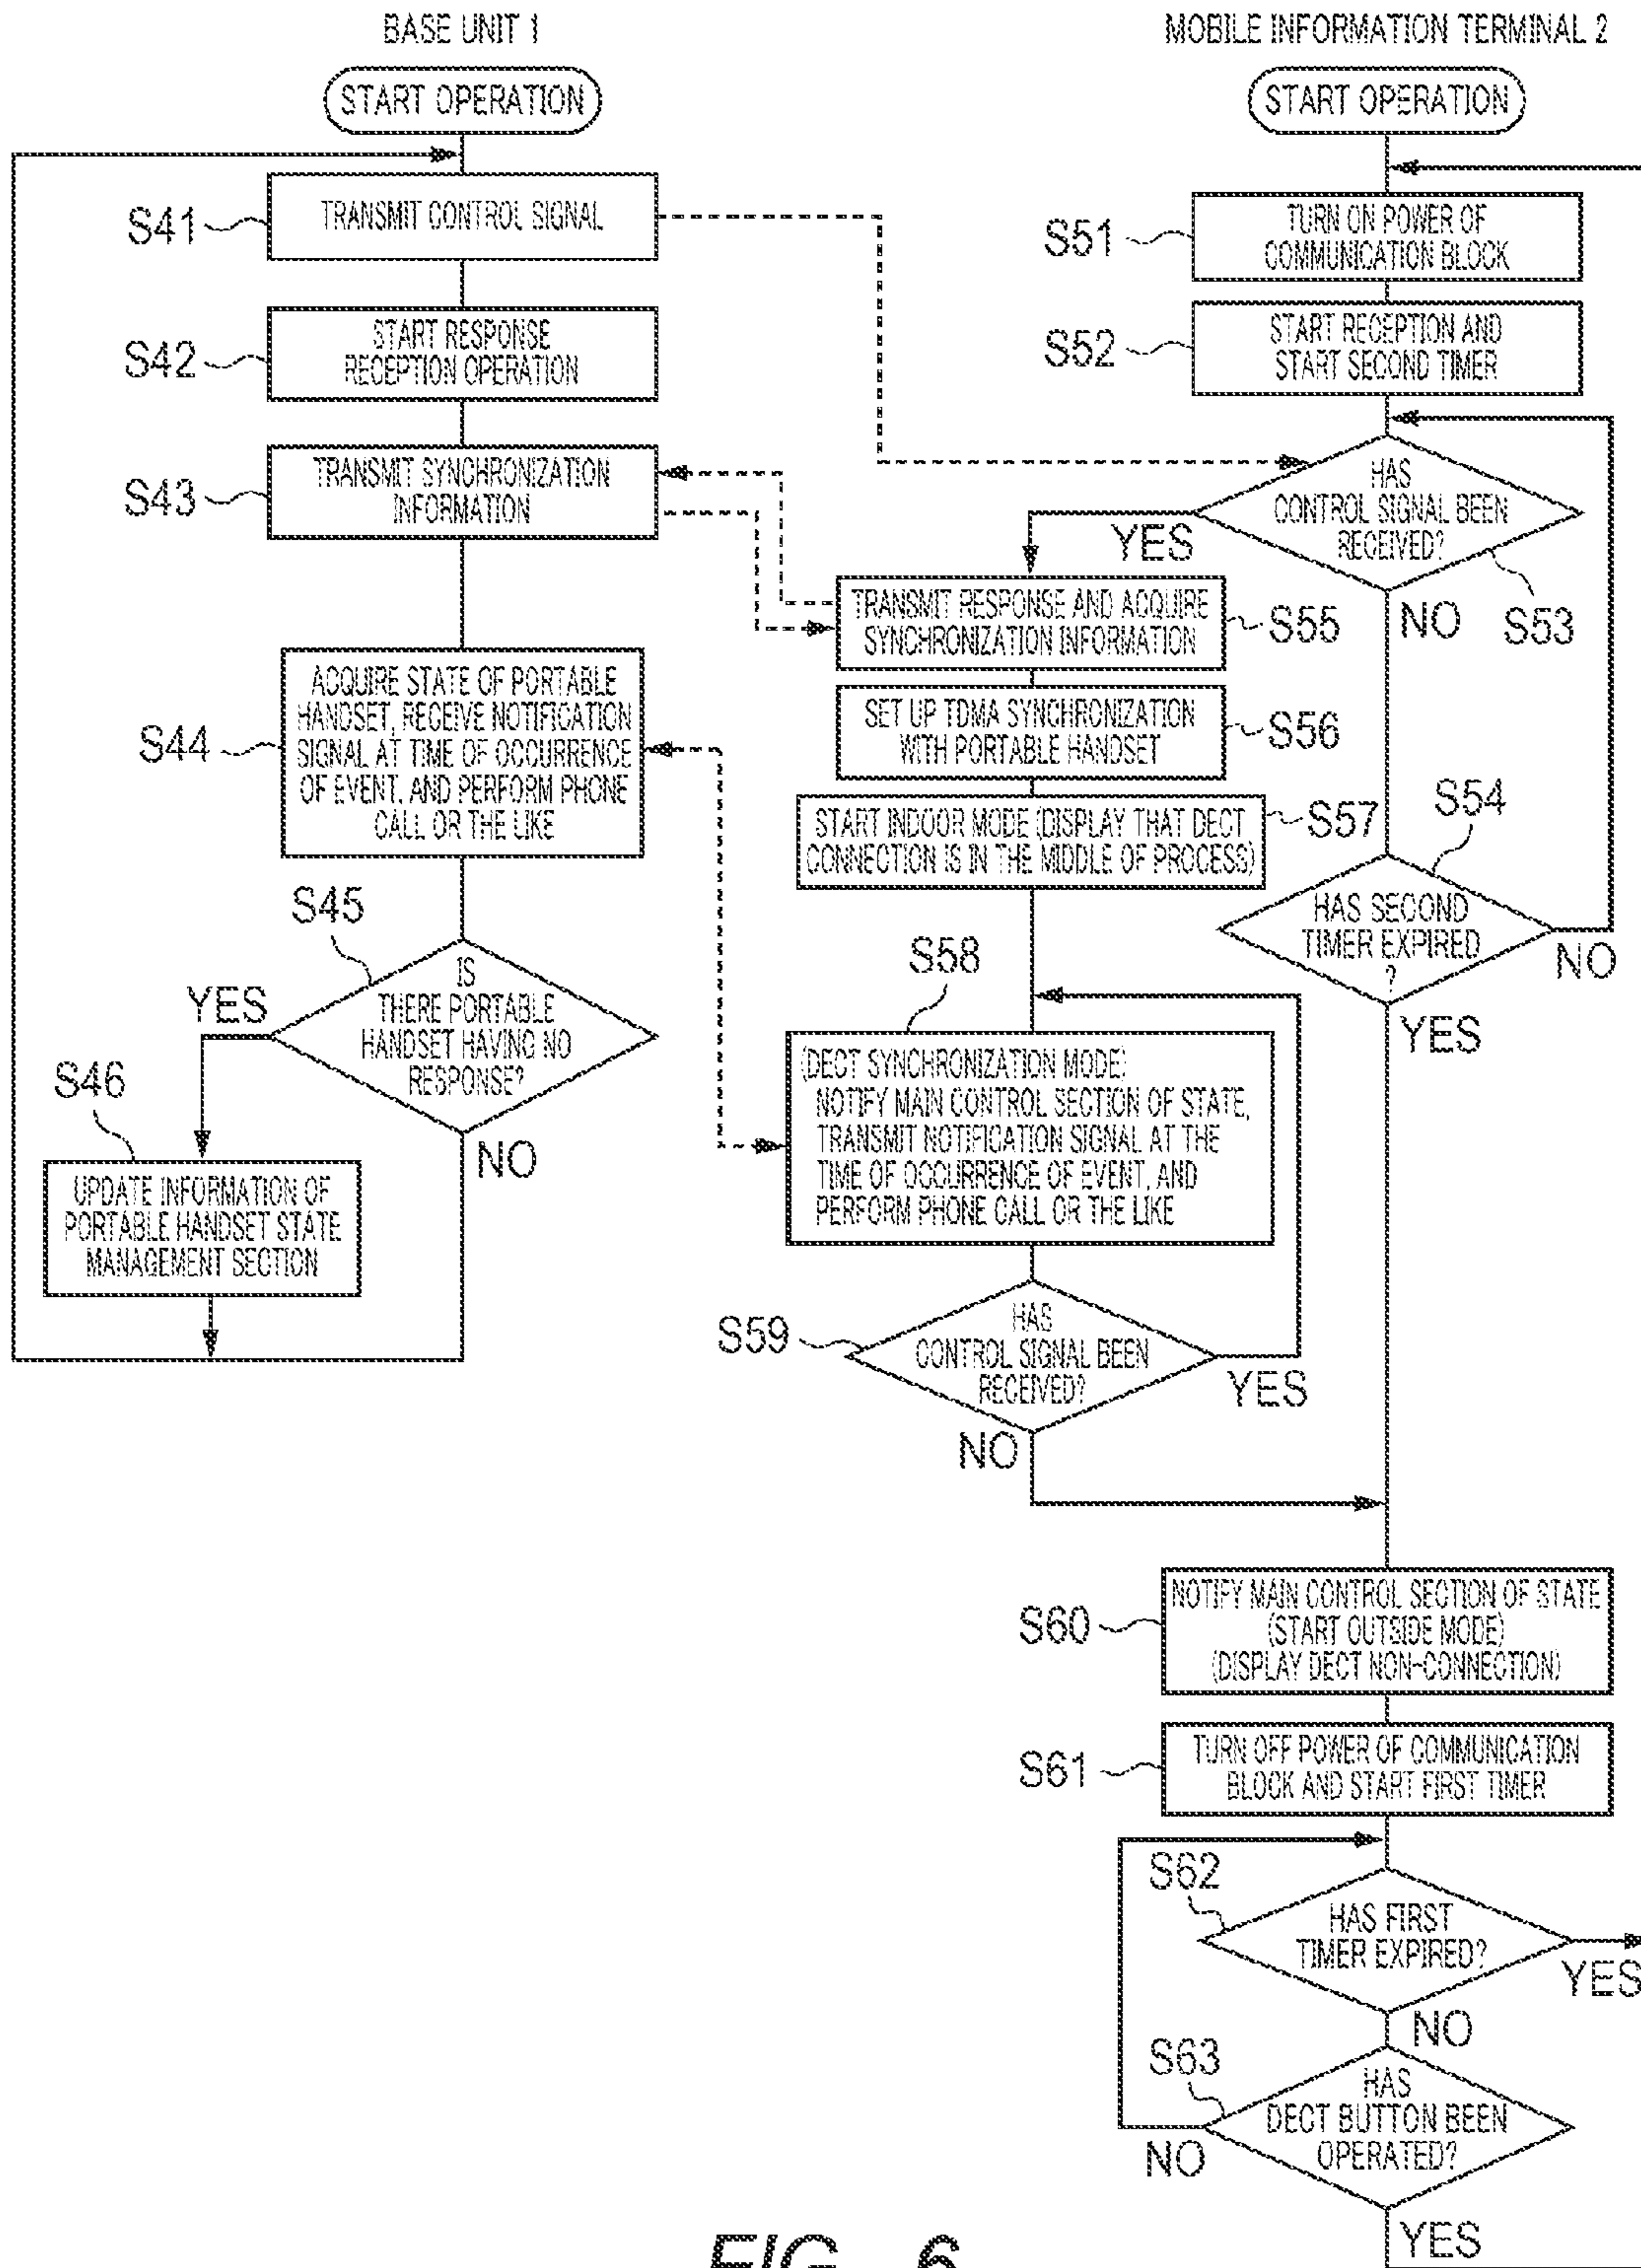 BASE UNIT 1
START OPERATION
S41
TRANSMIT CONTROL SIGNAL
S42
START RESPONSE
RECEPTION OPERATION
S43
TRANSMIT SYNCHRONIZATION
INFORMATION
S44
ACQUIRE STATE OF PORTABLE
HANDSET, RECEIVE NOTIFICATION
SIGNAL AT TIME OF OCCURRENCE
OF EVENT, AND PERFORM PHONE
CALL OR THE LIKE
S45
IS
THERE PORTABLE
HANDSET HAVING NO
RESPONSE?
YES
NO
S46
UPDATE INFORMATION OF
PORTABLE HANDSET STATE
MANAGEMENT SECTION
MOBILE INFORMATION TERMINAL 2
START OPERATION
S51
TURN ON POWER OF
COMMUNICATION BLOCK
S52
START RECEPTION AND
START SECOND TIMER
HAS
CONTROL SIGNAL BEEN
RECEIVED?
S53
YES
NO
S54
HAS SECOND
TIMER EXPIRED
?
NO
YES
TRANSMIT RESPONSE AND ACQUIRE
SYNCHRONIZATION INFORMATION
S55
SET UP TDMA SYNCHRONIZATION
WITH PORTABLE HANDSET
S56
START INDOOR MODE (DISPLAY THAT DECT
CONNECTION IS IN THE MIDDLE OF PROCESS)
S57
S58
(DECT SYNCHRONIZATION MODE)
NOTIFY MAIN CONTROL SECTION OF STATE,
TRANSMIT NOTIFICATION SIGNAL AT THE
TIME OF OCCURRENCE OF EVENT, AND
PERFORM PHONE CALL OR THE LIKE
S59
HAS
CONTROL SIGNAL BEEN
RECEIVED?
YES
NO
S60
NOTIFY MAIN CONTROL SECTION OF STATE
(START OUTSIDE MODE)
(DISPLAY DECT NON-CONNECTION)
S61
TURN OFF POWER OF COMMUNICATION
BLOCK AND START FIRST TIMER
S62
HAS FIRST
TIMER EXPIRED?
YES
NO
S63
HAS
DECT BUTTON BEEN
OPERATED?
NO
YES
FIG. 6